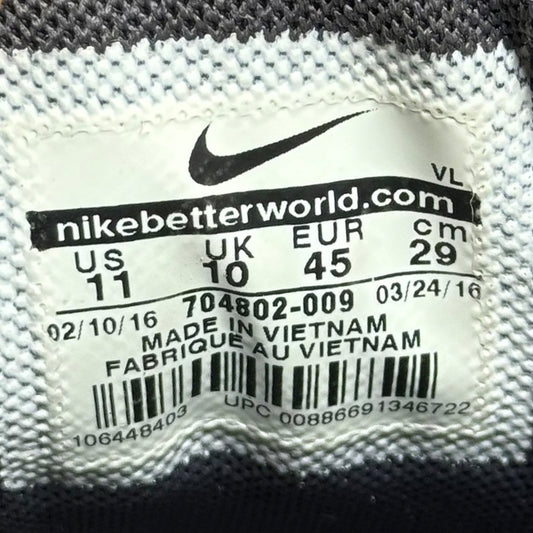 VL
nikebetterworld.com
US UK EUR cm
11 10 45 29
02/10/16 704802-009 03/24/16
MADE IN VIETNAM
FABRIQUE AU VIETNAM
106448403 UPC 00886691346722